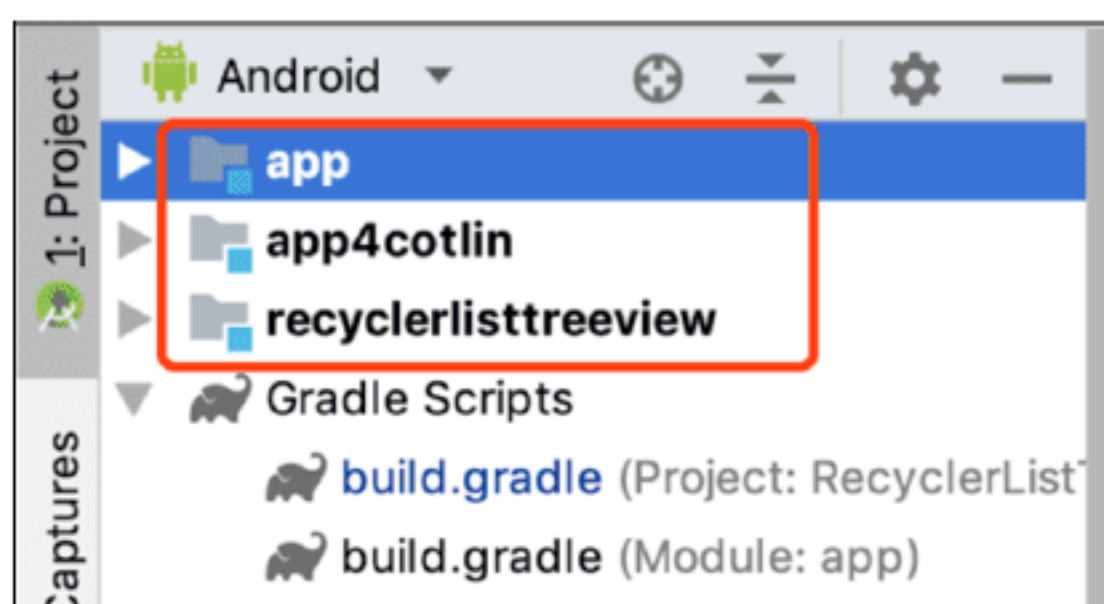 1: Project
Android
app
app4cotlin
recyclerlisttreeview
Gradle Scripts
build.gradle (Project: RecyclerList
build.gradle (Module: app)
Captures